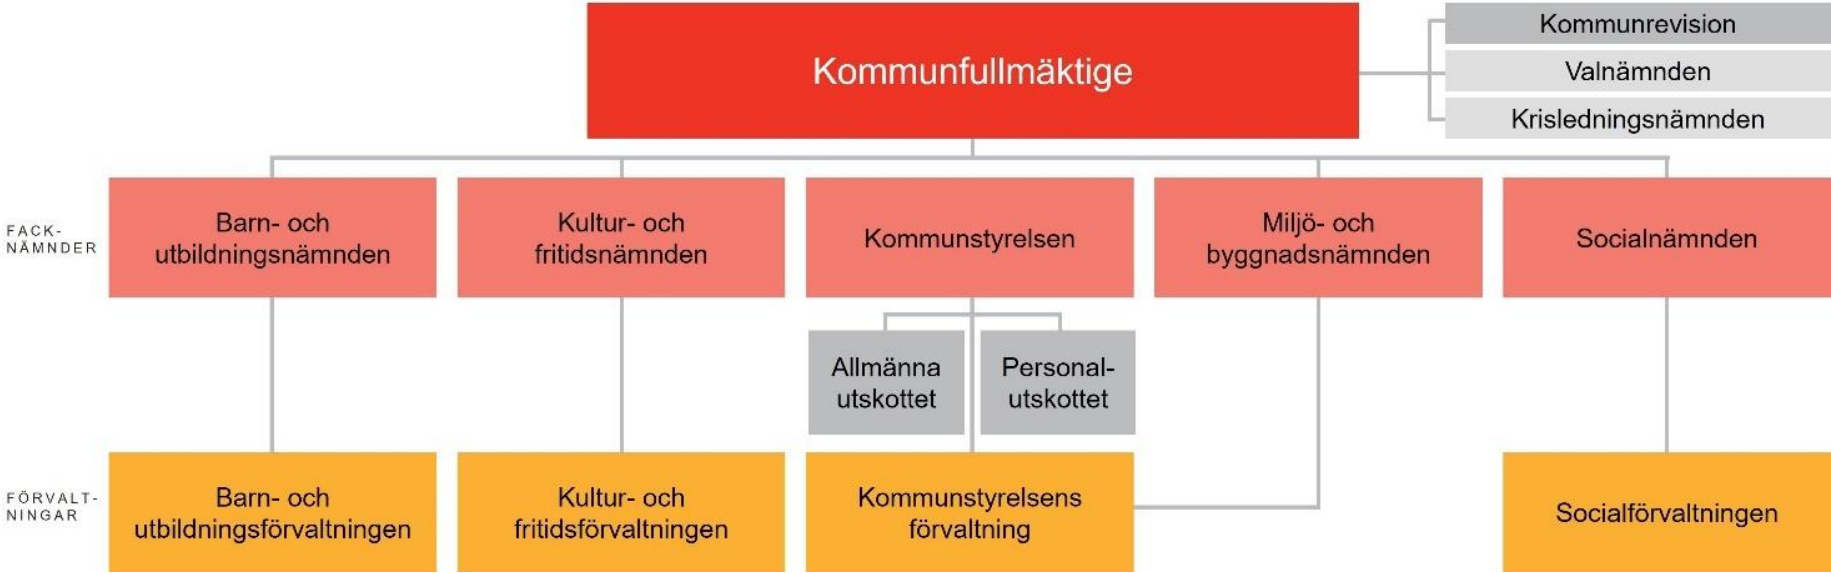 Kommunfullmäktige
Kommunrevision
Valnämnden
Krisledningsnämnden
FACK-
NÄMNDER
Barn- och
utbildningsnämnden
Kultur- och
fritidsnämnden
Kommunstyrelsen
Miljö- och
byggnadsnämnden
Socialnämnden
Allmänna
utskottet
Personal-
utskottet
FÖRVALT-
NINGAR
Barn- och
utbildningsförvaltningen
Kultur- och
fritidsförvaltningen
Kommunstyrelsens
förvaltning
Socialförvaltningen